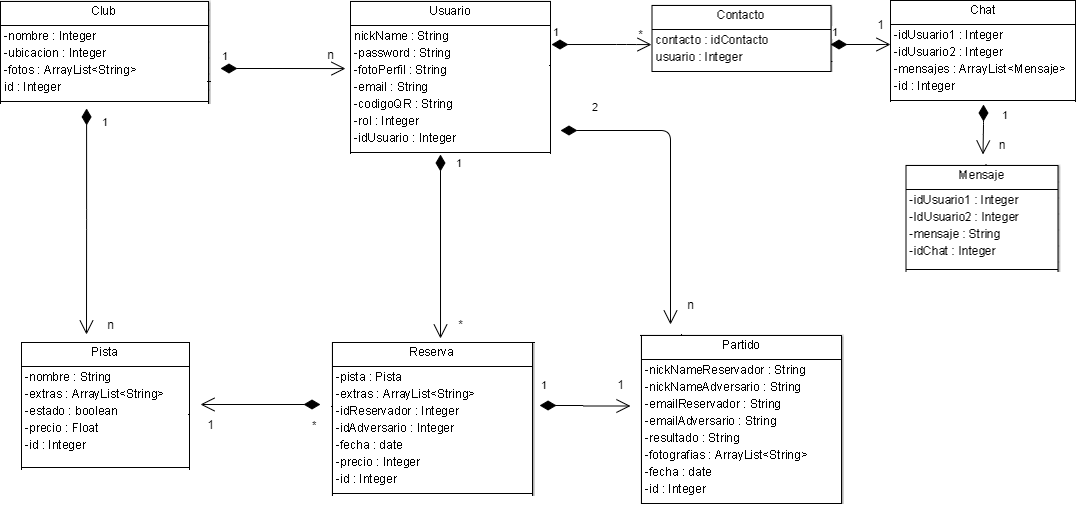 Club
-nombre : Integer
-ubicacion : Integer
-fotos : ArrayList<String>
id : Integer
1
n
Usuario
nickName : String
-password : String
-fotoPerfil : String
-email : String
-codigoQR : String
-rol : Integer
-idUsuario : Integer
1
*
Contacto
contacto : idContacto
usuario : Integer
1
1
Chat
-idUsuario1 : Integer
-idUsuario2 : Integer
-mensajes : ArrayList<Mensaje>
-id : Integer
1
n
Mensaje
-idUsuario1 : Integer
-IdUsuario2 : Integer
-mensaje : String
-idChat : Integer
1
n
1
*
2
n
Pista
-nombre : String
-extras : ArrayList<String>
-estado : boolean
-precio : Float
-id : Integer
1
*
Reserva
-pista : Pista
-extras : ArrayList<String>
-idReservador : Integer
-idAdversario : Integer
-fecha : date
-precio : Integer
-id : Integer
1
1
Partido
-nickNameReservador : String
-nickNameAdversario : String
-emailReservador : String
-emailAdversario : String
-resultado : String
-fotografias : ArrayList<String>
-fecha : date
-id : Integer